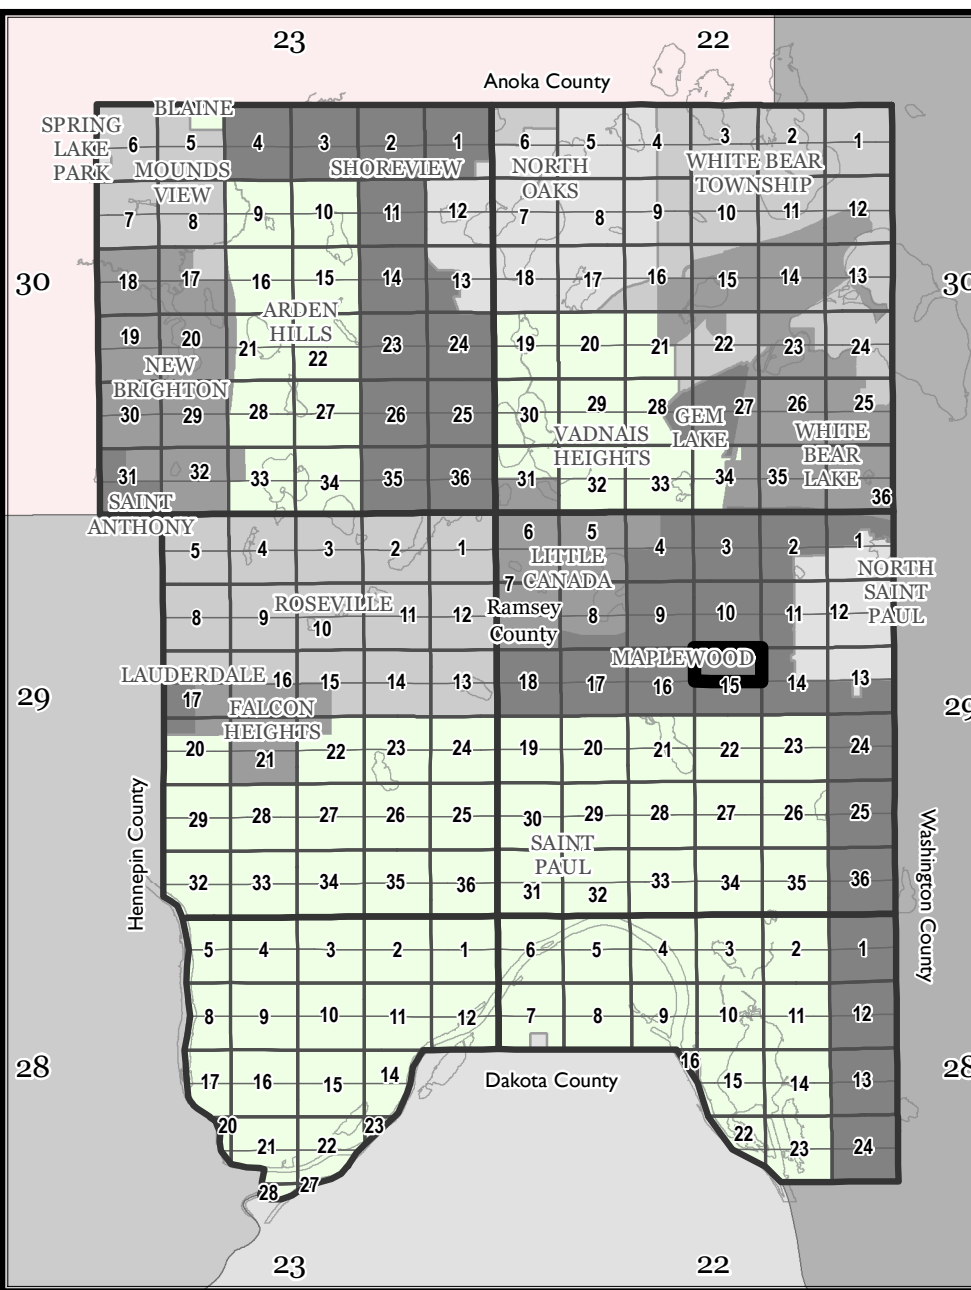 23 22
Anoka County
BLAINE
SPRING
LAKE
PARK
6 5 4 3 2 1 6 5 4 3 2 1
MOUNDS
VIEW
SHOREVIEW
NORTH
OAKS
WHITE BEAR
TOWNSHIP
7 8 9 10 11 12 7 8 9 10 11 12
30 18 17 16 15 14 13 18 17 16 15 14 13 30
ARDEN
HILLS
19 20 21 22 23 24 19 20 21 22 23 24
NEW
BRIGHTON
30 29 28 27 26 25 30 29 28 27 26 25
GEM
LAKE
VADNAIS
HEIGHTS
WHITE
BEAR
LAKE
31 32 33 34 35 36 31 32 33 34 35 36
SAINT
ANTHONY
5 4 3 2 1 6 5 4 3 2 1
LITTLE
CANADA
NORTH
SAINT
PAUL
8 9 10 11 12 7 8 9 10 11 12
ROSEVILLE
Ramsey
County
MAPLEWOOD
LAUDERDALE
29 17 16 15 14 13 18 17 16 15 14 13 29
FALCON
HEIGHTS
20 21 22 23 24 19 20 21 22 23 24
29 28 27 26 25 30 29 28 27 26 25
SAINT
PAUL
32 33 34 35 36 31 32 33 34 35 36
Hennepin County
Washington County
5 4 3 2 1 6 5 4 3 2 1
8 9 10 11 12 7 8 9 10 11 12
28 17 16 15 14 16 15 14 13 28
Dakota County
20 21 22 23 22 23 24
28 27
23 22